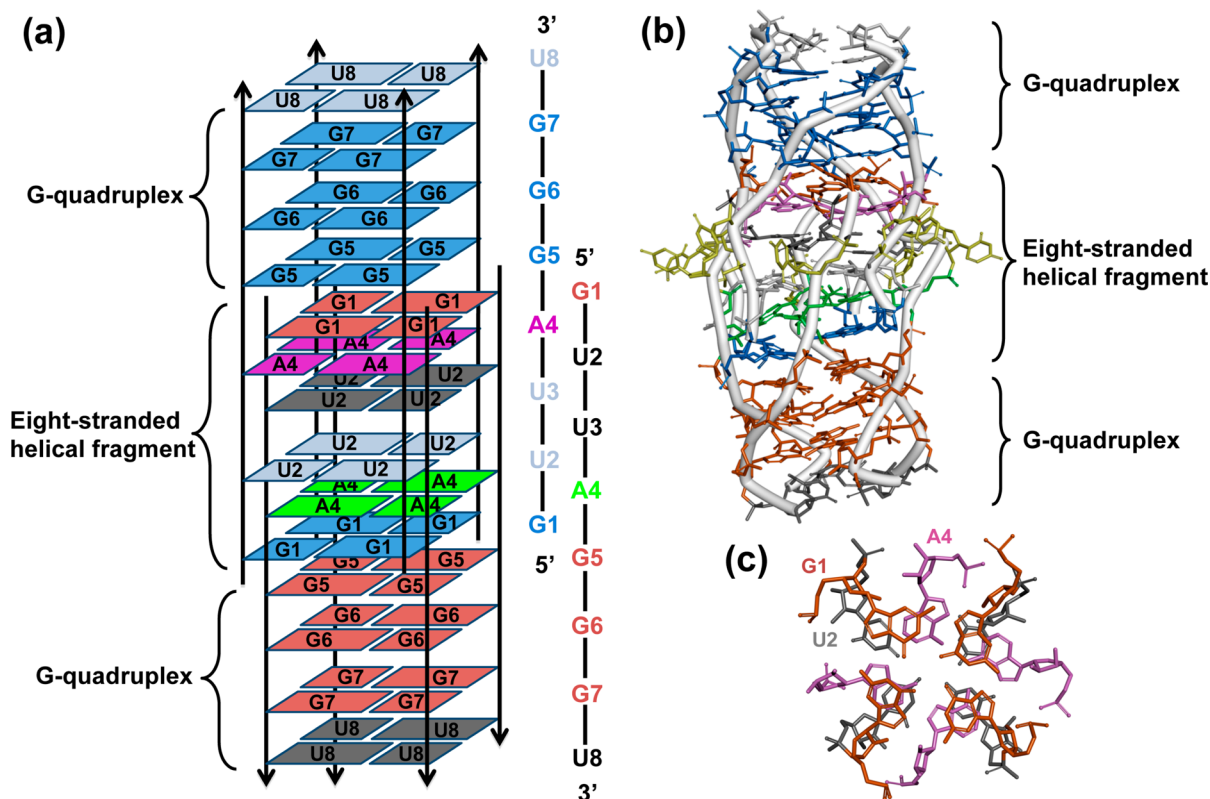 (a)
3'
U8 U8
U8 U8
G7 G7
G7 G7
G6 G6
G6 G6
G5 G5
G5 G5
G1 G1
G1 G1
A4 A4
A4 A4
U2 U2
U2 U2
U2 U2
U2 U2
A4 A4
A4 A4
G1 G1
G1 G1
G5 G5
G5 G5
G6 G6
G6 G6
G7 G7
G7 G7
U8 U8
U8 U8
G-quadruplex
Eight-stranded
helical fragment
G-quadruplex
U8
G7
G6
G5
A4
U3
U2
G1
5'
5'
G1
U2
U3
A4
G5
G6
G7
U8
3'
(b)
G-quadruplex
Eight-stranded
helical fragment
G-quadruplex
(c)
A4
G1
U2